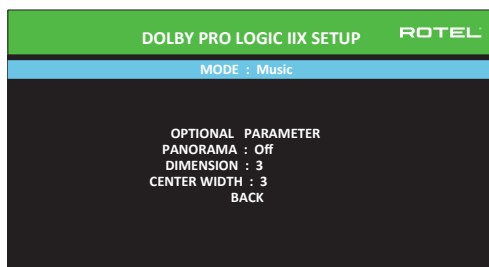 DOLBY PRO LOGIC IIX SETUP ROTEL
MODE : Music
OPTIONAL PARAMETER
PANORAMA : Off
DIMENSION : 3
CENTER WIDTH : 3
BACK